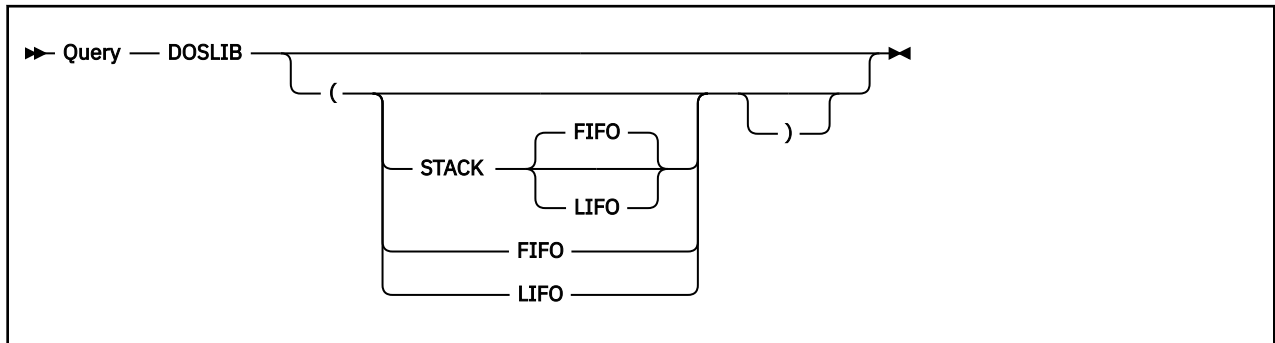 Query DOSLIB
(
)
FIFO
STACK
LIFO
FIFO
LIFO